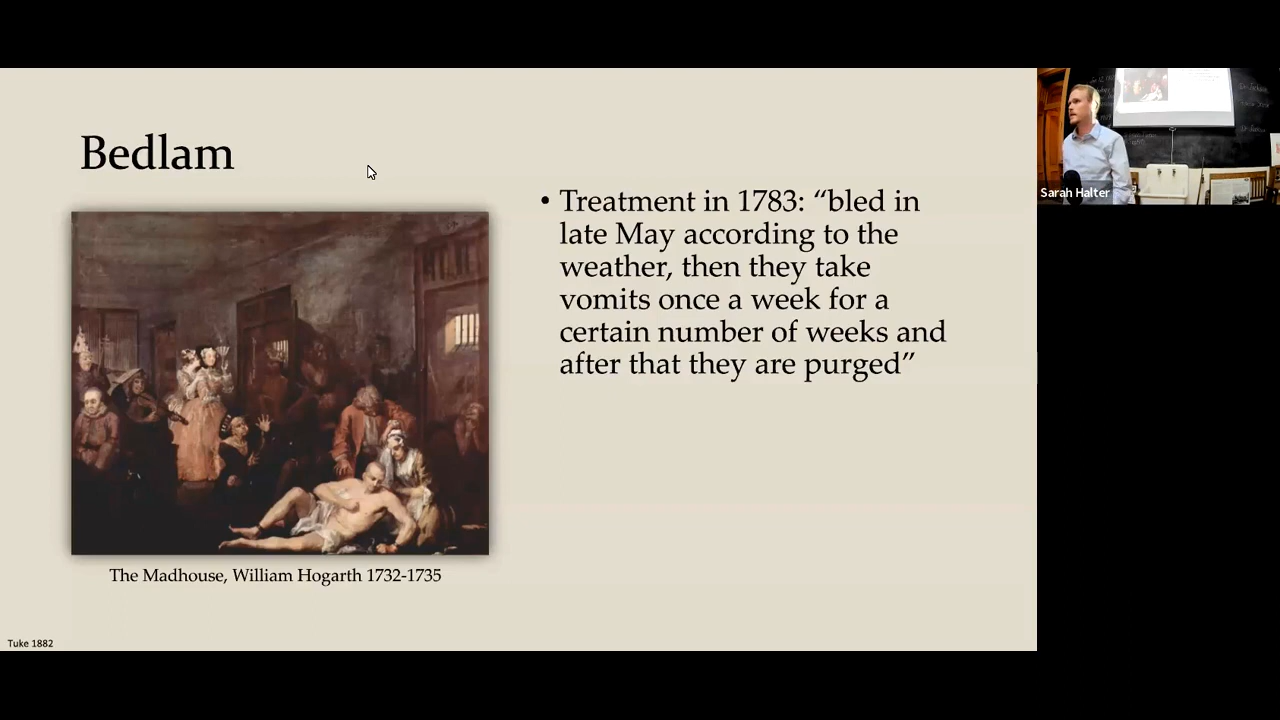 Bedlam
• Treatment in 1783: “bled in
late May according to the
weather, then they take
vomits once a week for a
certain number of weeks and
after that they are purged”
The Madhouse, William Hogarth 1732-1735
Tuke 1882
Sarah Halter